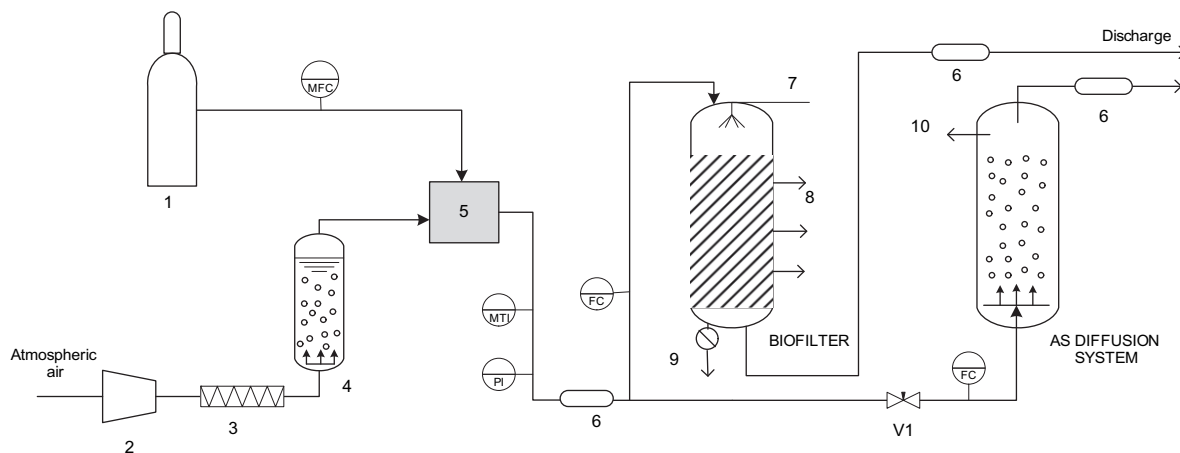 Discharge
6
6
MFC
7
10
1
5
8
FC
MTI
Atmospheric
air
4
PI
9
BIOFILTER
AS DIFFUSION
SYSTEM
FC
3
6
2
V1